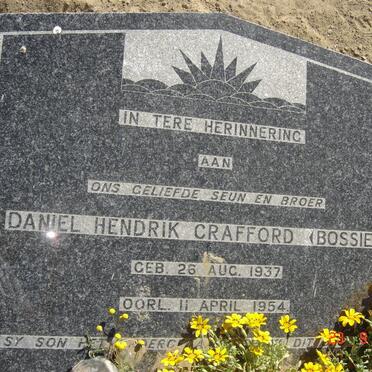 IN TERE HERINNERING
AAN
ONS GELIEFDE SEUN EN BROER
DANIEL HENDRIK CRAFFORD (BOSSIE
GEB. 26 AUG. 1937
OORL. 11 APRIL 1954
SY SON